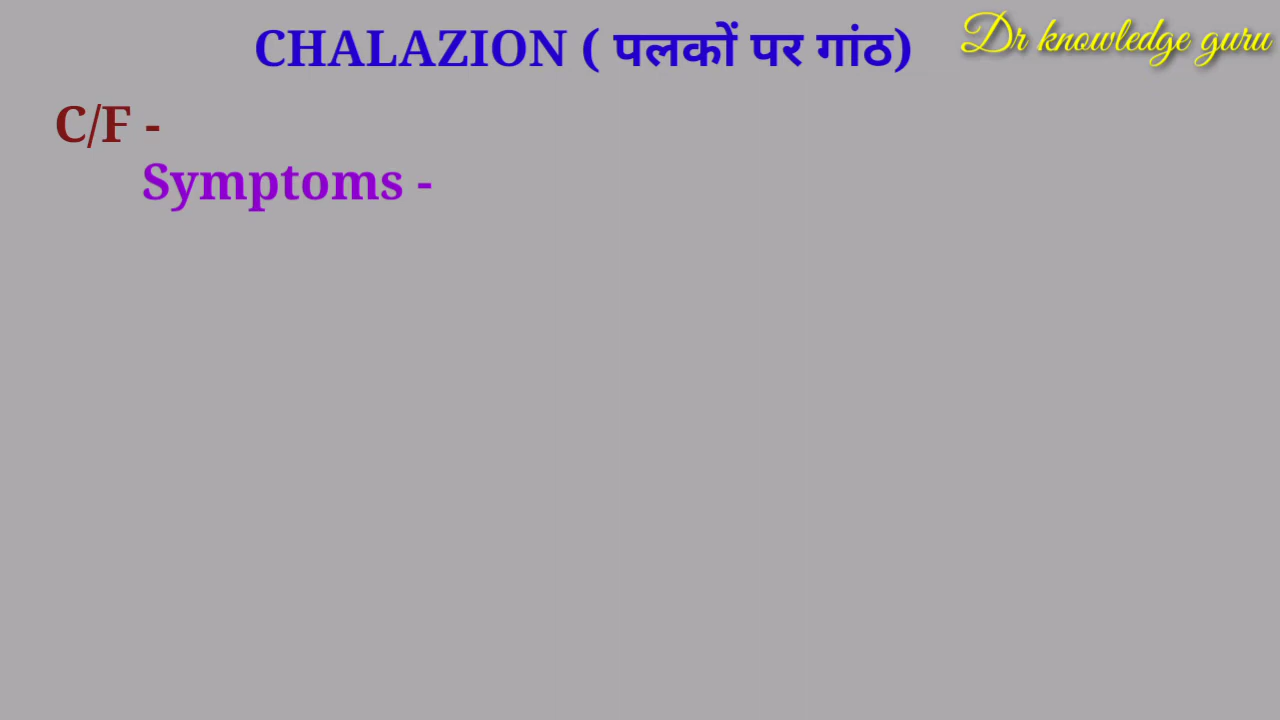 CHALAZION ( पलकों पर गांठ)
Dr knowledge guru
C/F -
Symptoms -